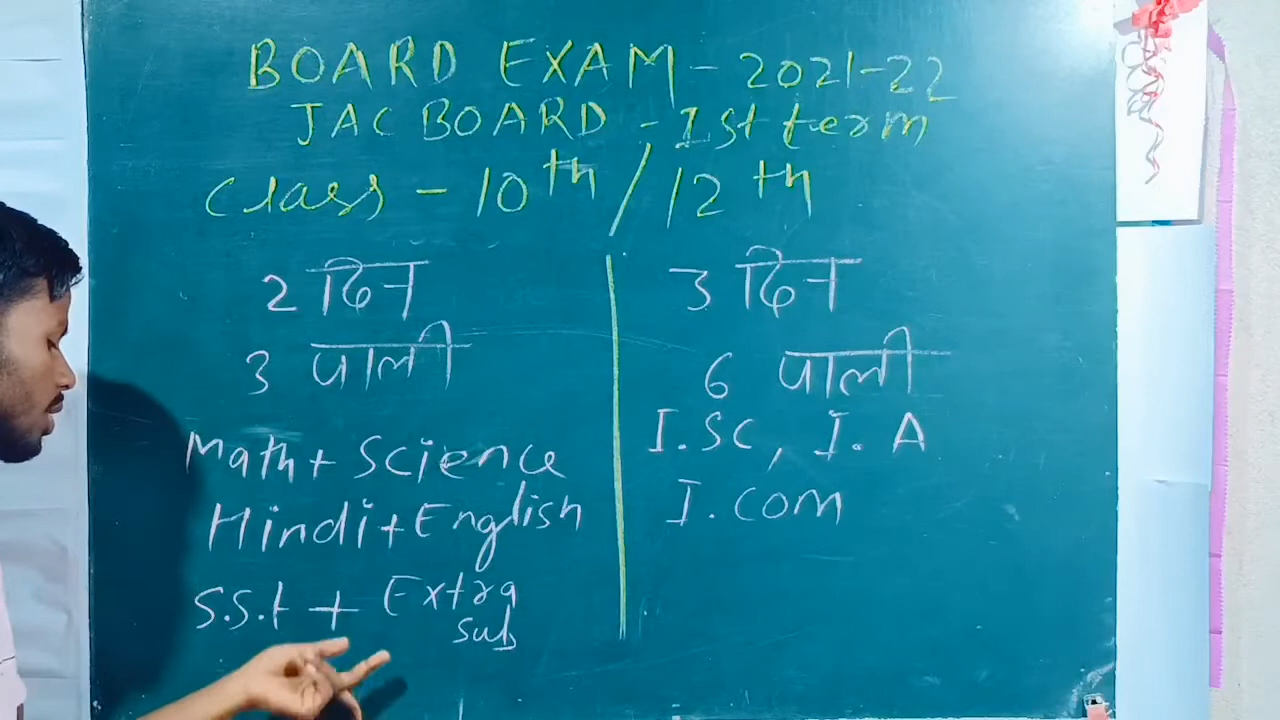 BOARD EXAM - 2021-22
JAC BOARD - Ist term
Class - 10th / 12th
2 दिन
3 पाली
Math + Science
Hindi + English
S.S.t + Extra
Sub
3 दिन
6 पाली
I.SC, I.A
I.COM